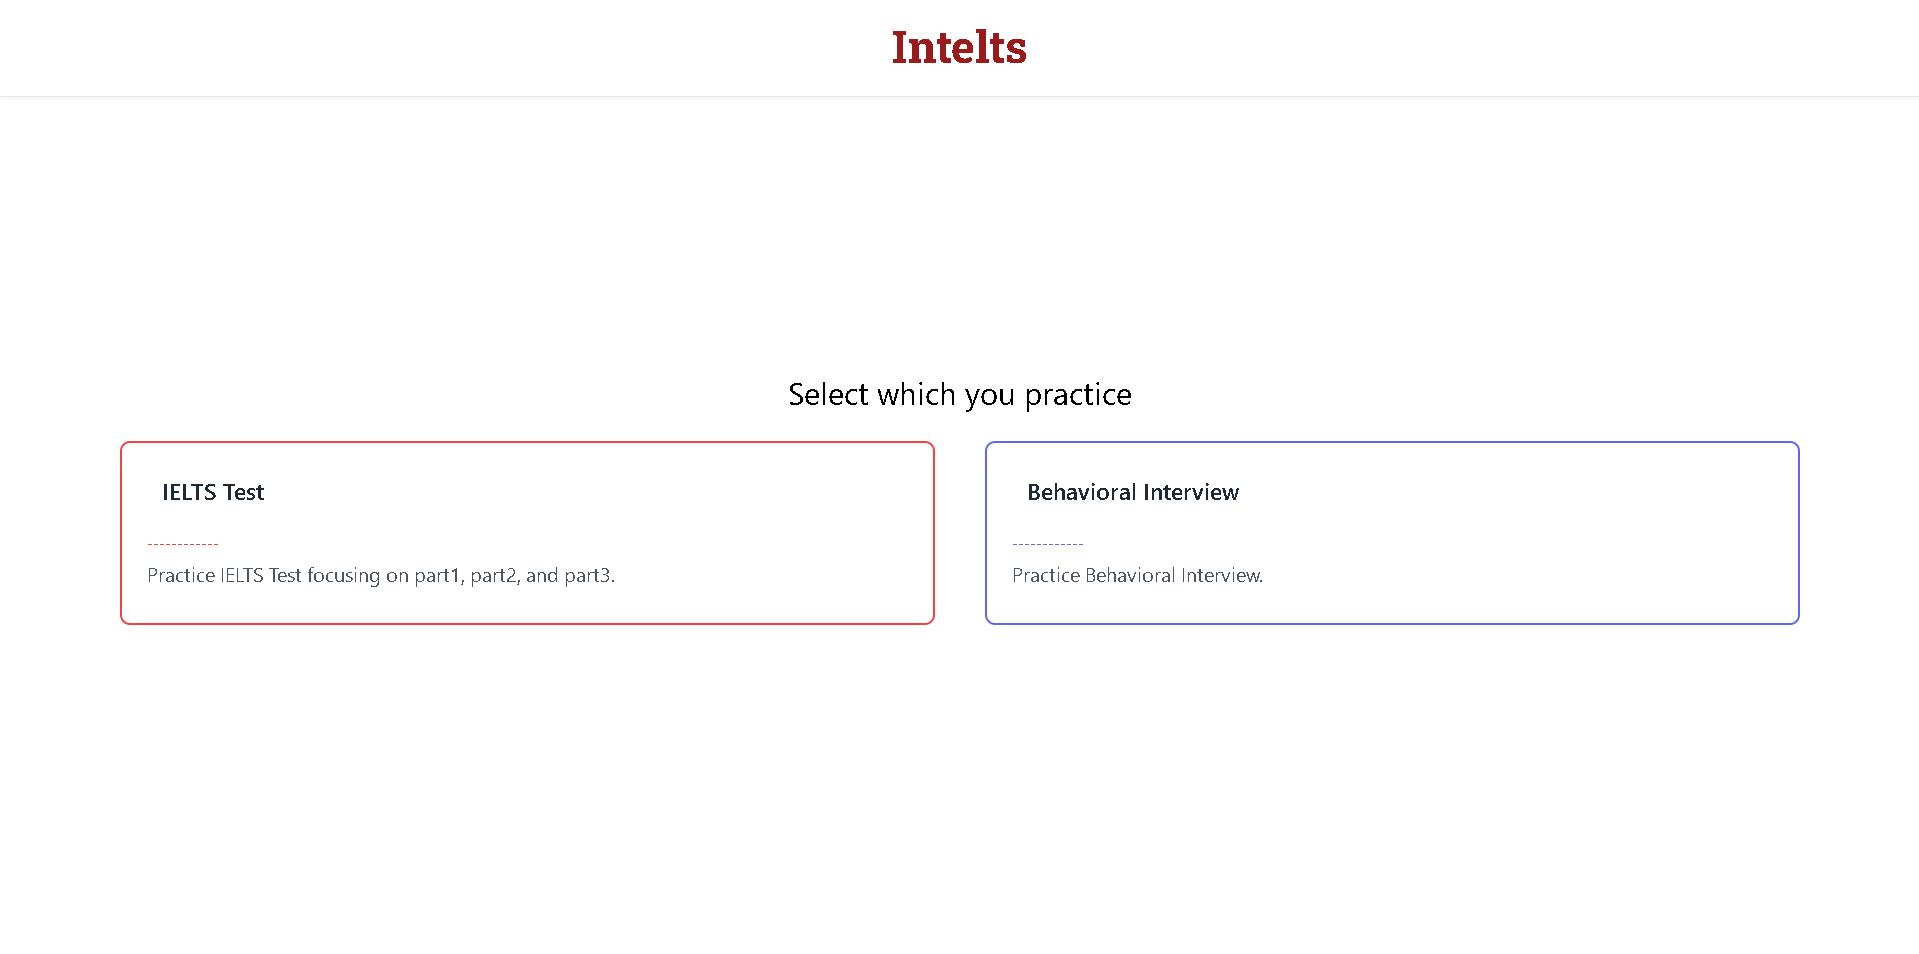 Intelts
Select which you practice
IELTS Test
------------
Practice IELTS Test focusing on part1, part2, and part3.
Behavioral Interview
------------
Practice Behavioral Interview.